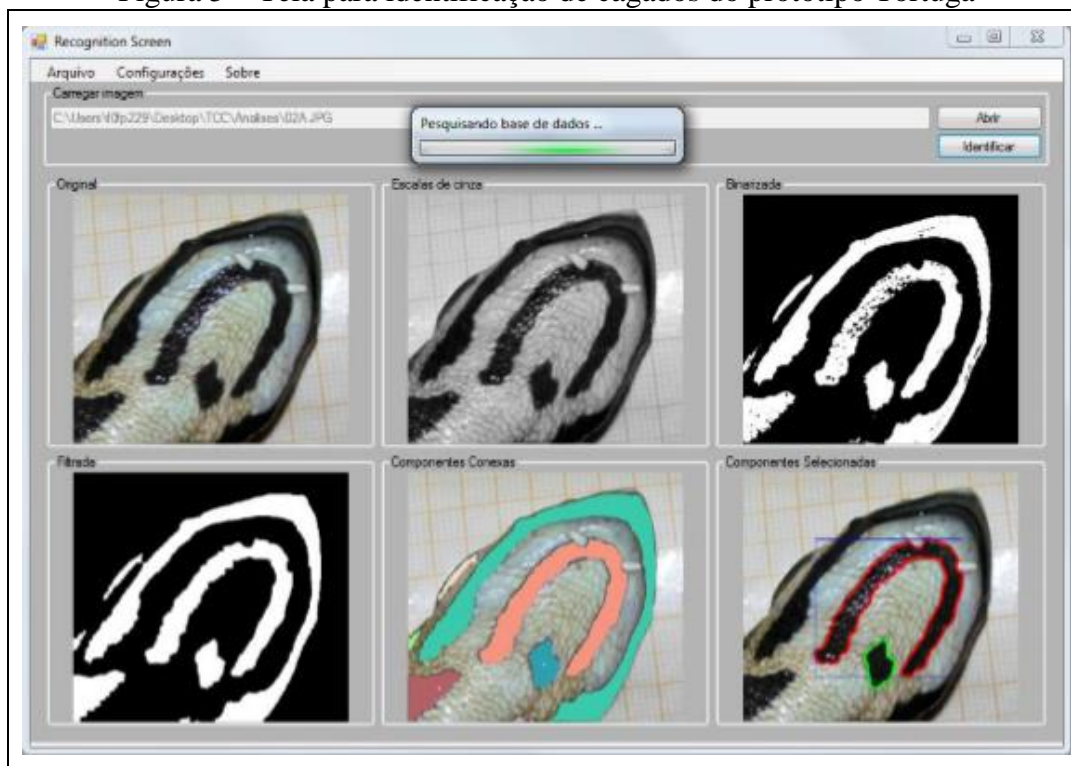 Recognition Screen
Arquivo Configurações Sobre
Carregar imagem
Abrir
Pesquisando base de dados ...
Identificar
Original
Escalas de cinza
Binarizada
Filtrada
Componentes Conexas
Componentes Selecionadas